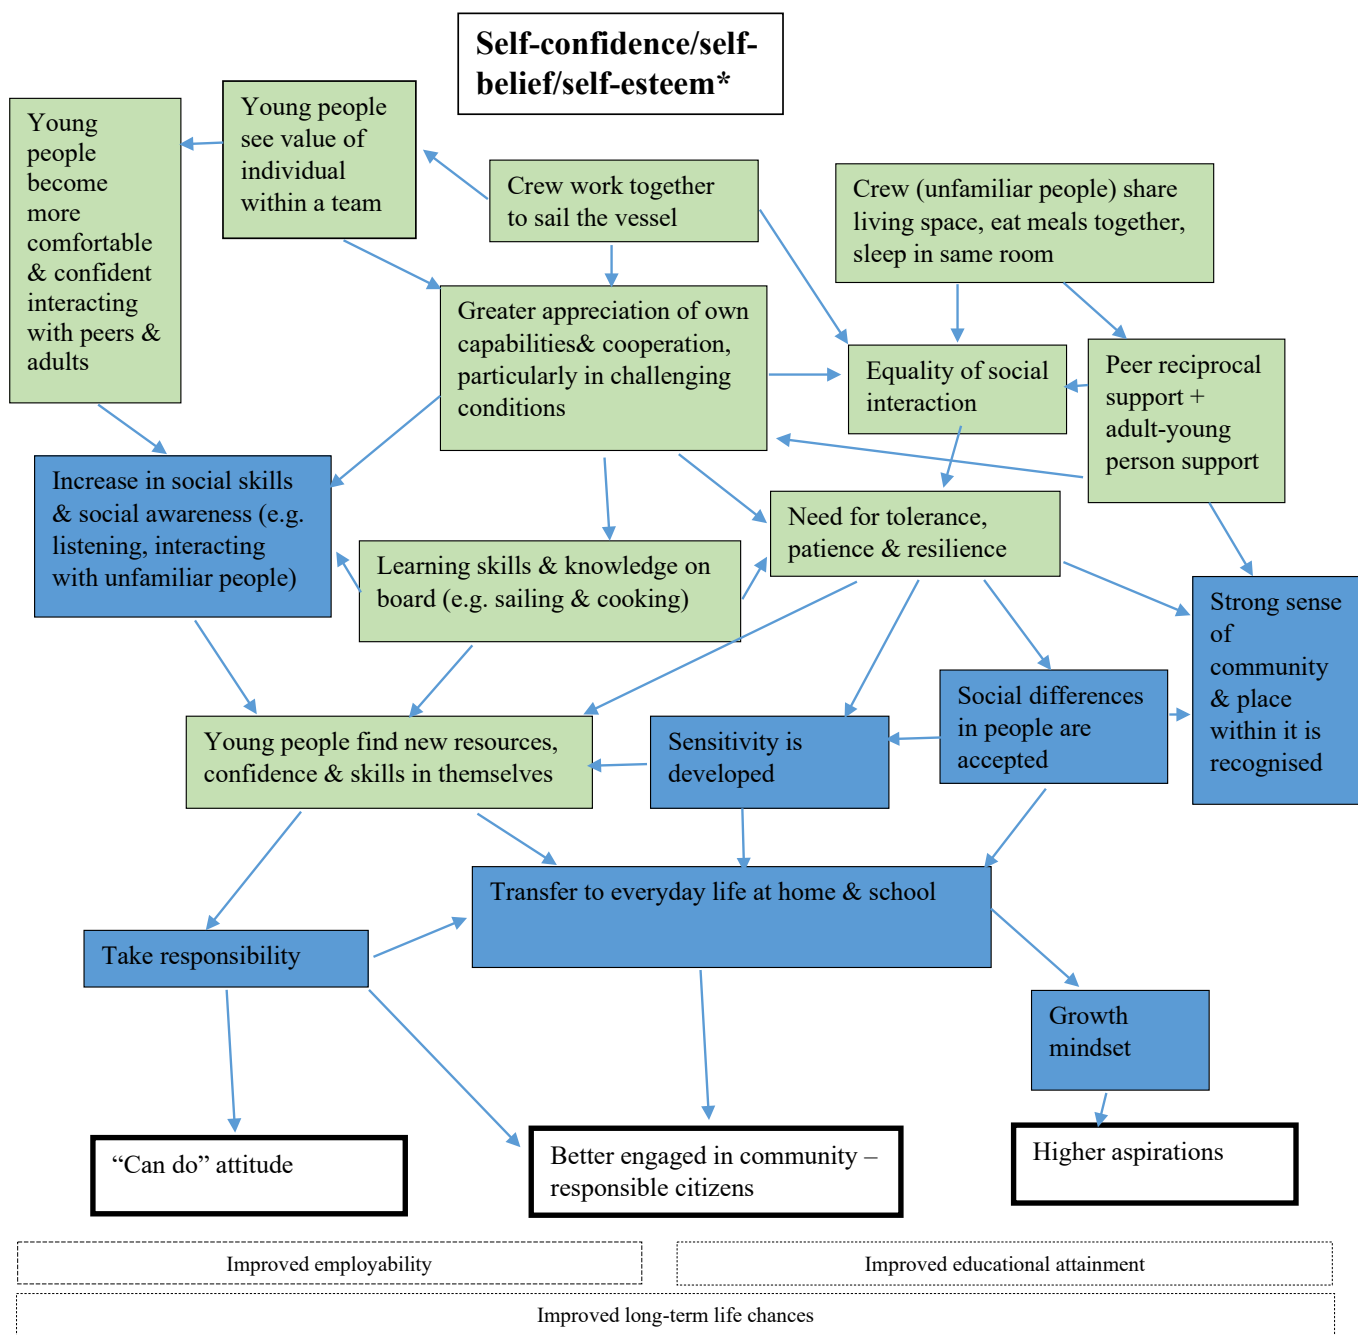 Self-confidence/self-
belief/self-esteem*
Young
people
become
more
comfortable
& confident
interacting
with peers &
adults
Young people
see value of
individual
within a team
Crew work together
to sail the vessel
Crew (unfamiliar people) share
living space, eat meals together,
sleep in same room
Greater appreciation of own
capabilities& cooperation,
particularly in challenging
conditions
Equality of social
interaction
Peer reciprocal
support +
adult-young
person support
Increase in social skills
& social awareness (e.g.
listening, interacting
with unfamiliar people)
Learning skills & knowledge on
board (e.g. sailing & cooking)
Need for tolerance,
patience & resilience
Strong sense
of
community
& place
within it is
recognised
Young people find new resources,
confidence & skills in themselves
Sensitivity is
developed
Social differences
in people are
accepted
Transfer to everyday life at home & school
Take responsibility
Growth
mindset
“Can do” attitude
Better engaged in community –
responsible citizens
Higher aspirations
Improved employability
Improved educational attainment
Improved long-term life chances